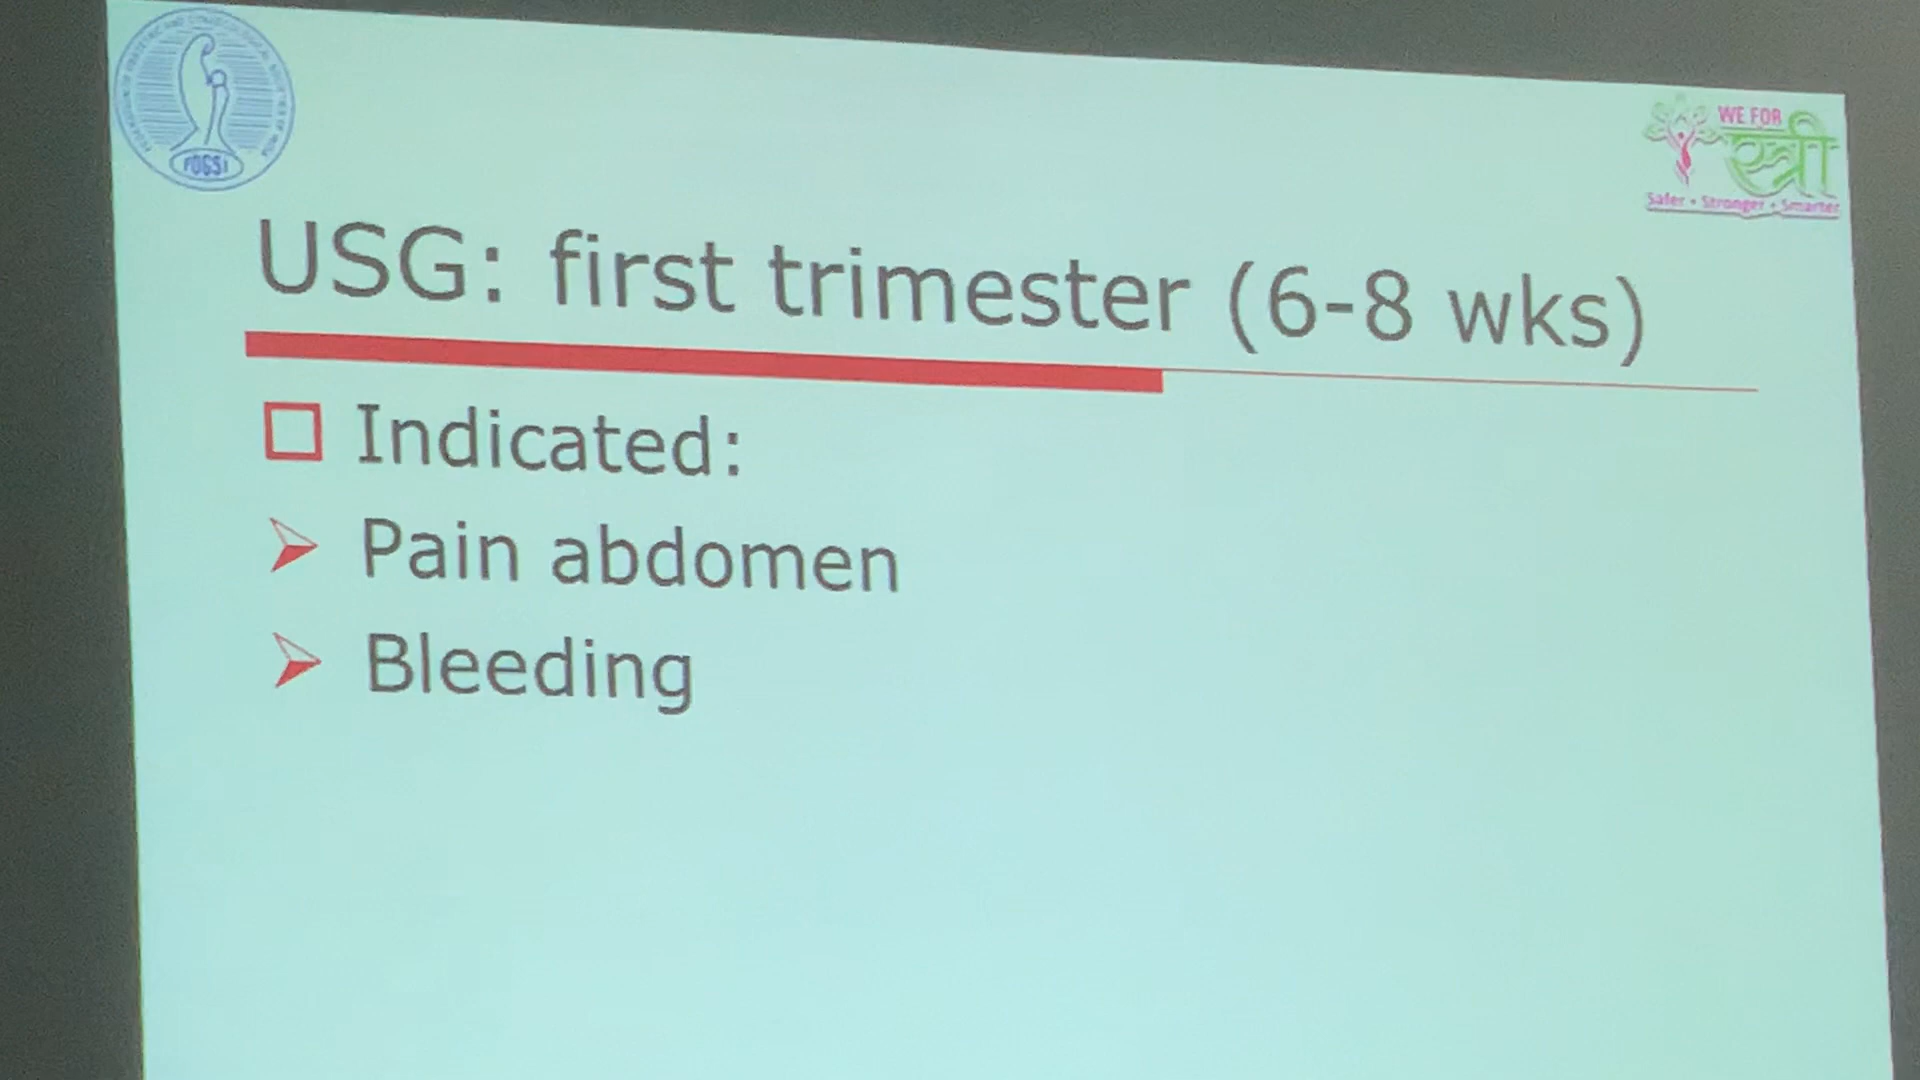 FOGSI
WE FOR
स्त्री
Safer • Stronger • Smarter
USG: first trimester (6-8 wks)
Indicated:
Pain abdomen
Bleeding